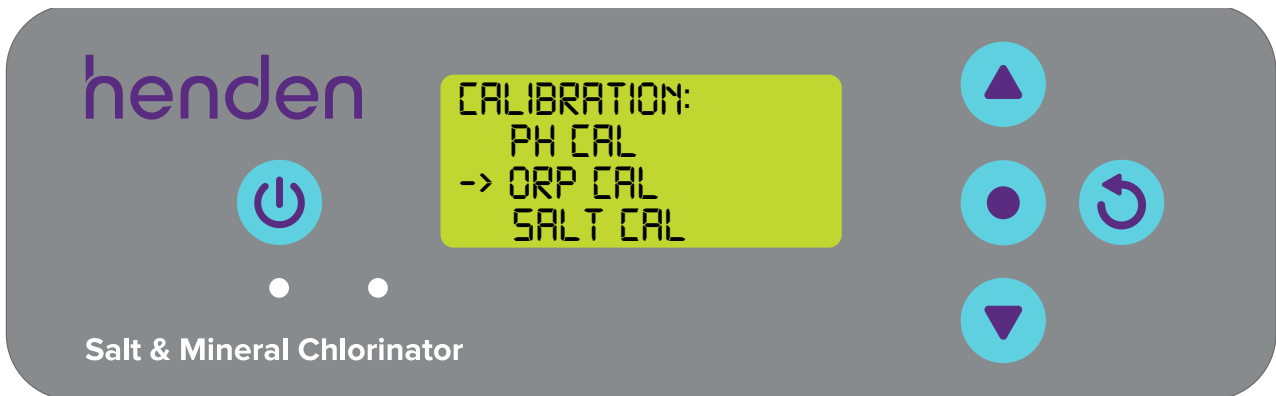 henden
CALIBRATION:
PH CAL
-> ORP CAL
SALT CAL
Salt & Mineral Chlorinator